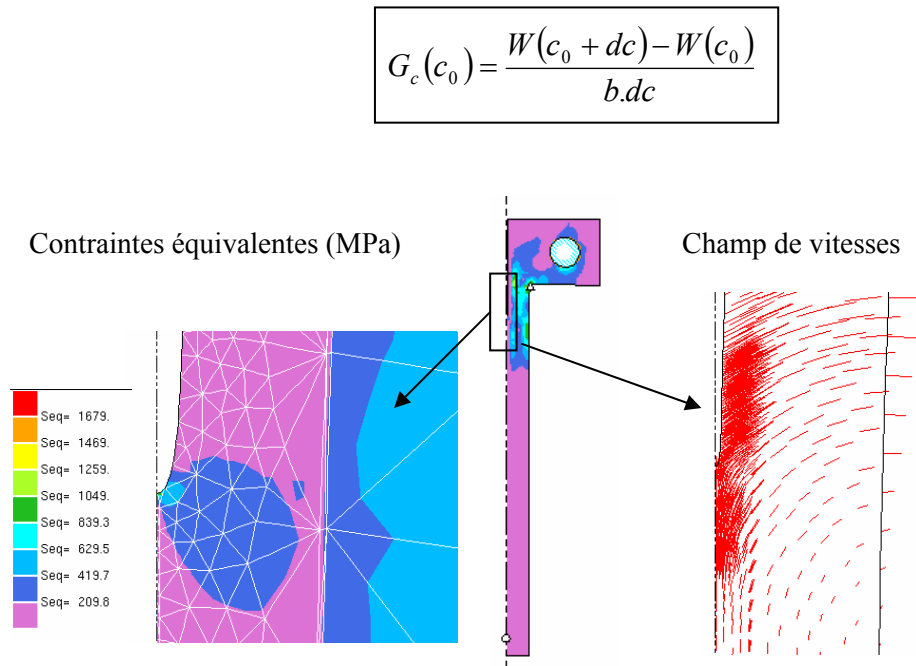 G_c(c_0) = \frac{W(c_0 + dc) - W(c_0)}{b.dc}
Contraintes équivalentes (MPa)
Champ de vitesses
Seq= 1679.
Seq= 1469.
Seq= 1259.
Seq= 1049.
Seq= 839.3
Seq= 629.5
Seq= 419.7
Seq= 209.8